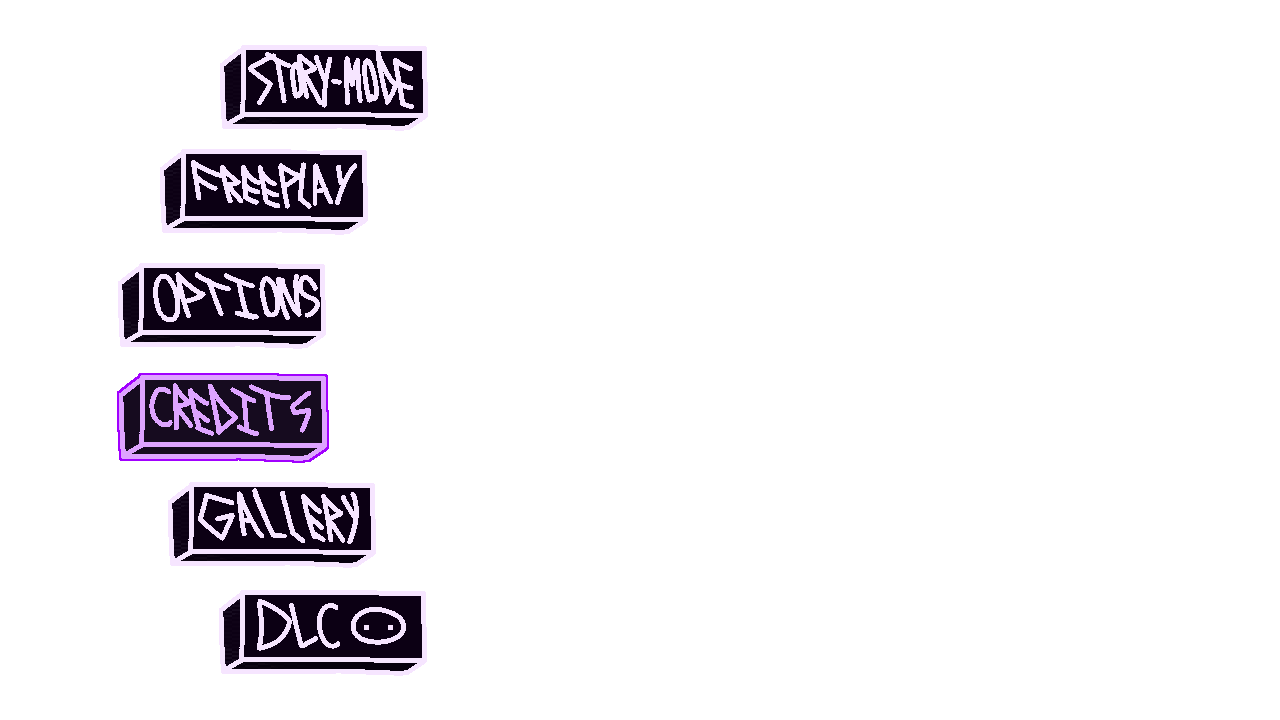 STORY-MODE
FREEPLAY
OPTIONS
CREDITS
GALLERY
DLC